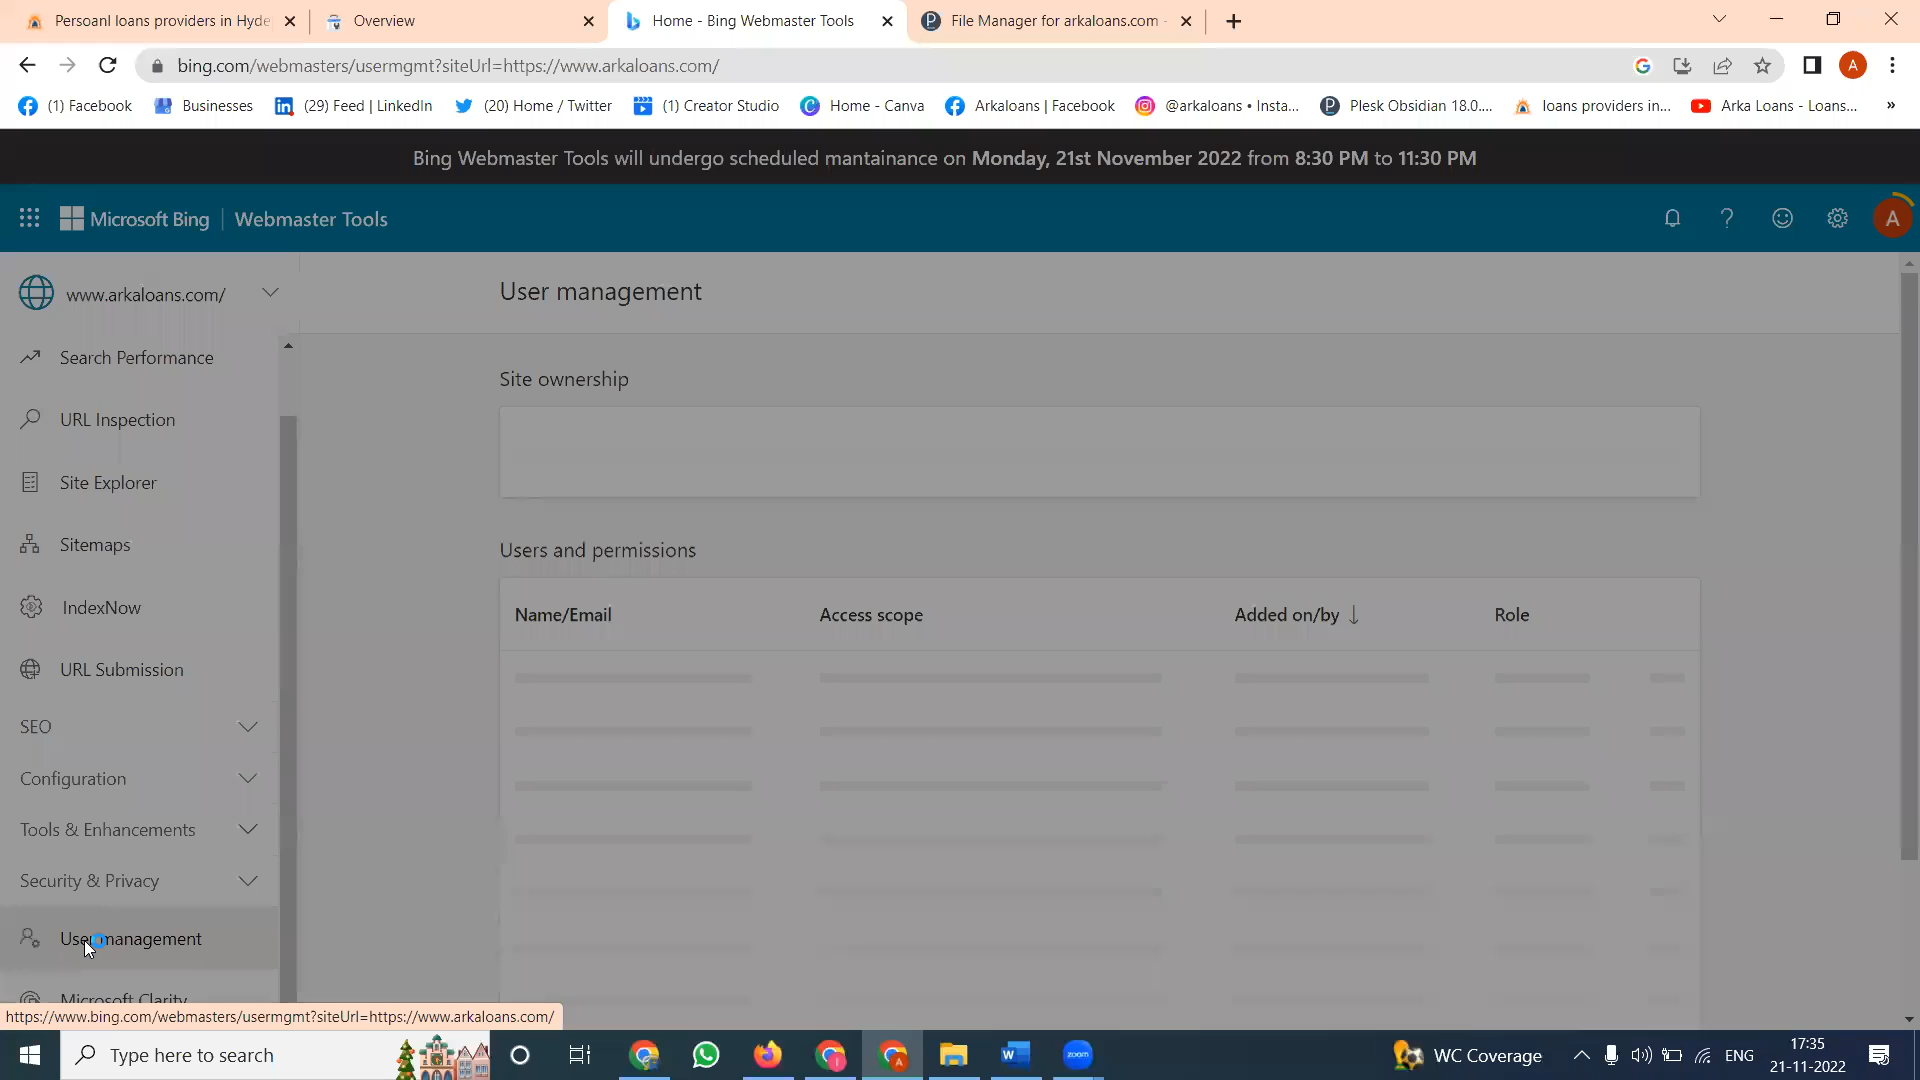 Persoanl loans providers in Hyde
Overview
Home - Bing Webmaster Tools
File Manager for arkaloans.com -
bing.com/webmasters/usermgmt?siteUrl=https://www.arkaloans.com/
A
(1) Facebook
Businesses
(29) Feed | LinkedIn
(20) Home / Twitter
(1) Creator Studio
Home - Canva
Arkaloans | Facebook
@arkaloans • Insta...
Plesk Obsidian 18.0....
loans providers in...
Arka Loans - Loans...
»
Bing Webmaster Tools will undergo scheduled mantainance on Monday, 21st November 2022 from 8:30 PM to 11:30 PM
Microsoft Bing | Webmaster Tools
A
www.arkaloans.com/
User management
Search Performance
URL Inspection
Site Explorer
Sitemaps
IndexNow
URL Submission
SEO
Configuration
Tools & Enhancements
Security & Privacy
User management
Microsoft Clarity
Site ownership
Users and permissions
Name/Email
Access scope
Added on/by ↓
Role
https://www.bing.com/webmasters/usermgmt?siteUrl=https://www.arkaloans.com/
Type here to search
zoom
WC Coverage
ENG
17:35
21-11-2022